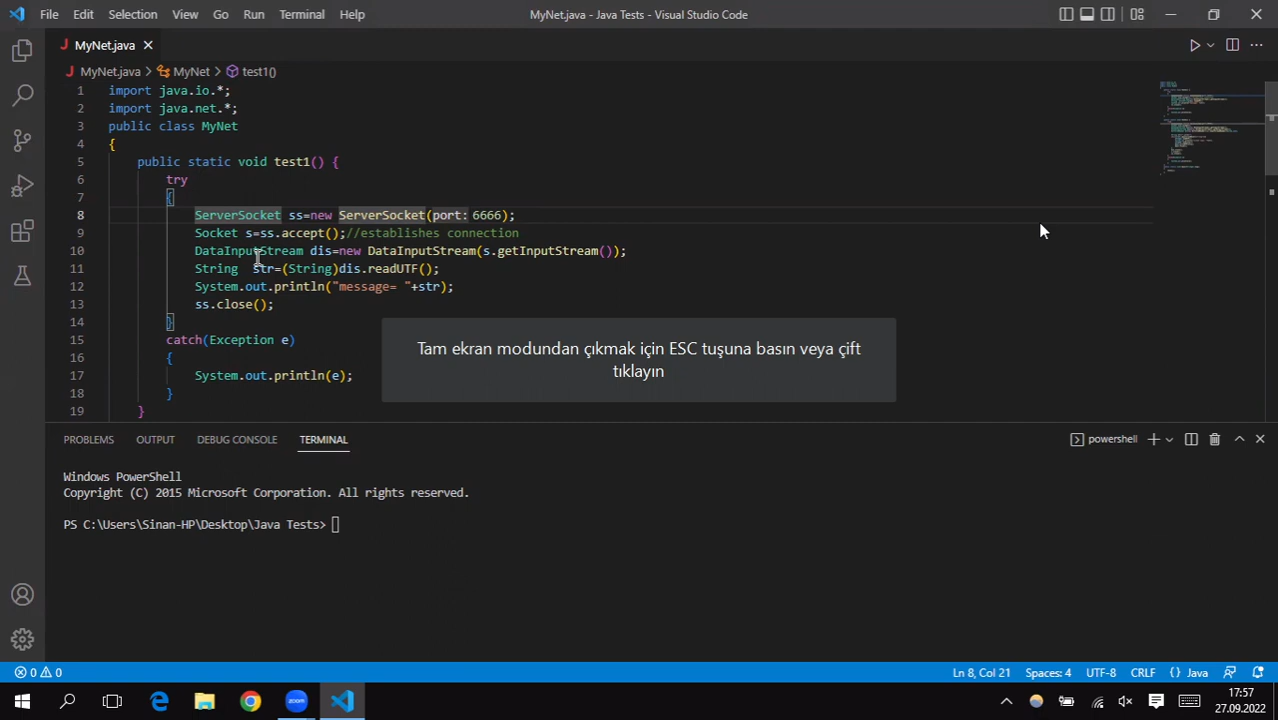 File Edit Selection View Go Run Terminal Help MyNet.java - Java Tests - Visual Studio Code
J MyNet.java
J MyNet.java > MyNet > test1()
1 import java.io.*;
2 import java.net.*;
3 public class MyNet
4 {
5 public static void test1() {
6 try
7 {
8 ServerSocket ss=new ServerSocket(port: 6666);
9 Socket s=ss.accept();//establishes connection
10 DataInputStream dis=new DataInputStream(s.getInputStream());
11 String str=(String)dis.readUTF();
12 System.out.println("message= "+str);
13 ss.close();
14 }
15 catch(Exception e)
16 {
17 System.out.println(e);
18 }
19 }
Tam ekran modundan çıkmak için ESC tuşuna basın veya çift
tıklayın
PROBLEMS OUTPUT DEBUG CONSOLE TERMINAL powershell
Windows PowerShell
Copyright (C) 2015 Microsoft Corporation. All rights reserved.
PS C:\Users\Sinan-HP\Desktop\Java Tests>
0 0 Ln 8, Col 21 Spaces: 4 UTF-8 CRLF {} Java
zoom
17:57
27.09.2022